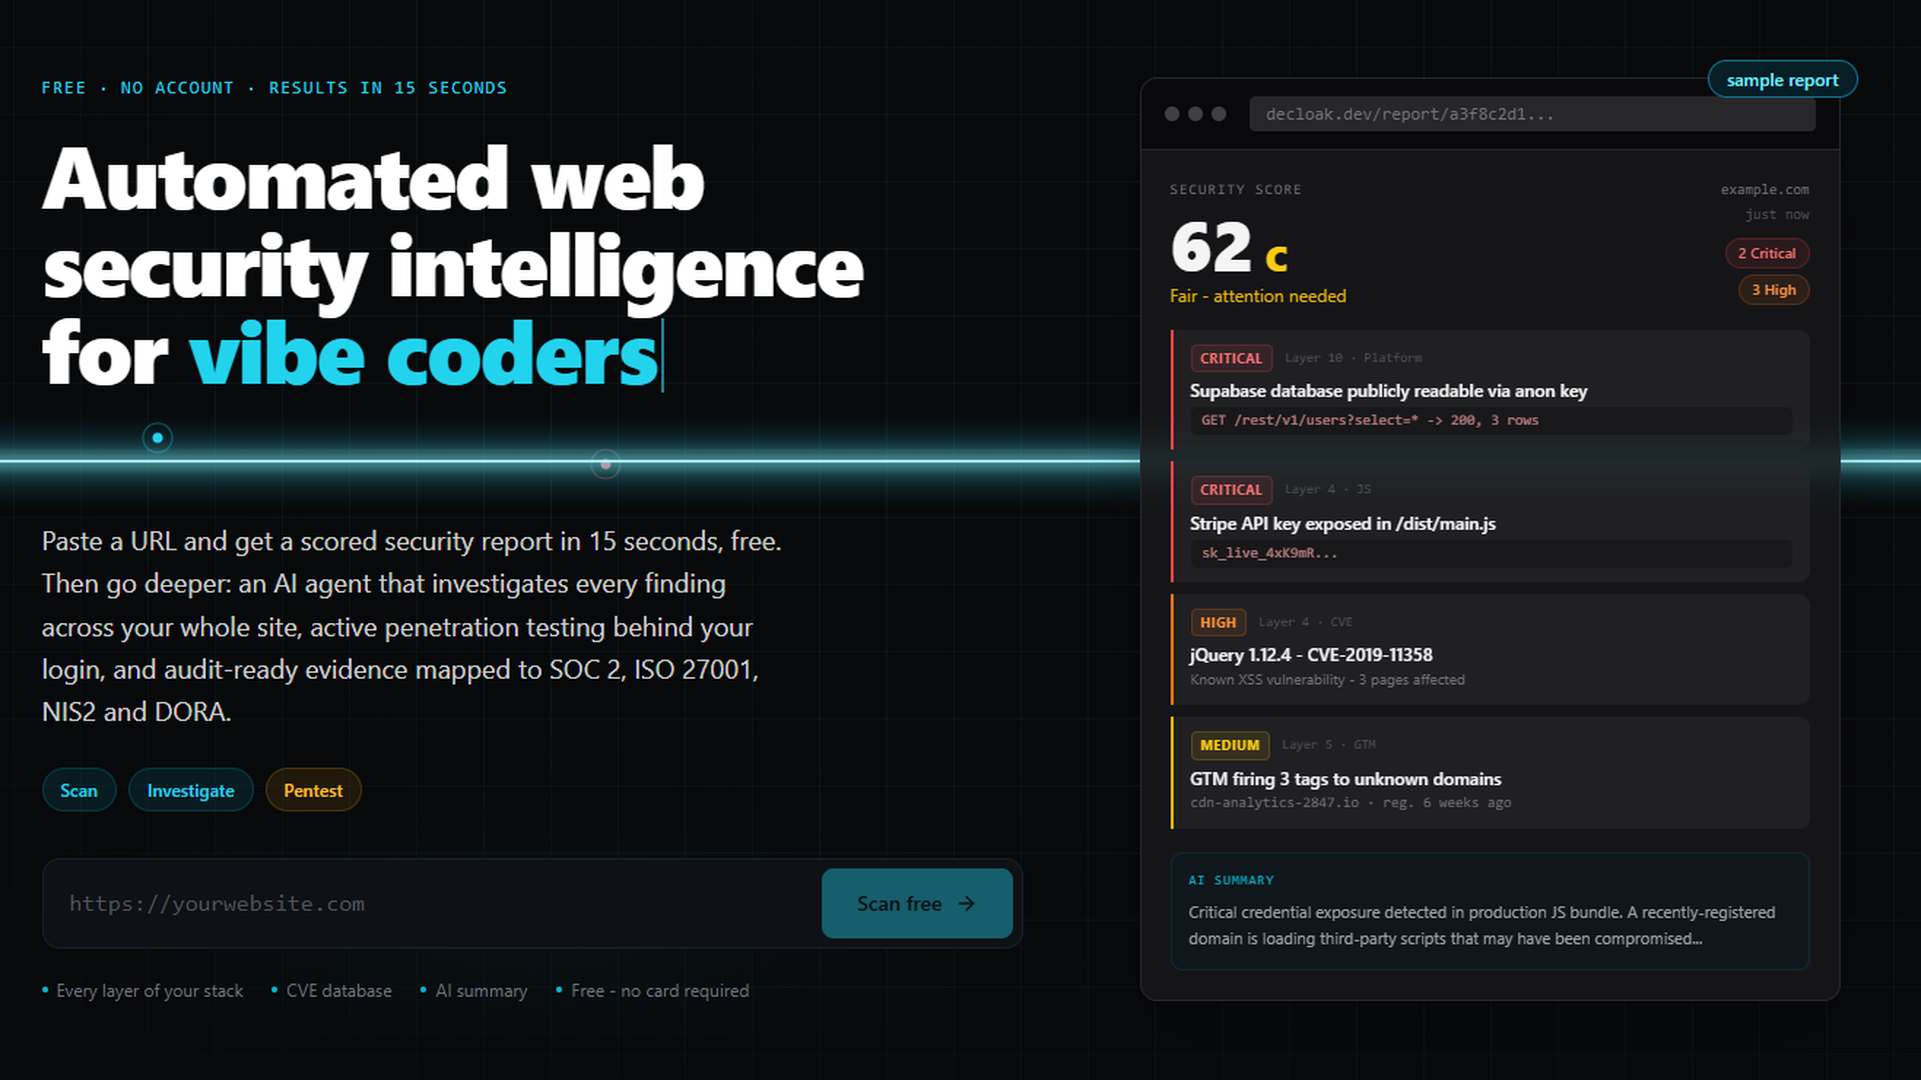 FREE · NO ACCOUNT · RESULTS IN 15 SECONDS
Automated web
security intelligence
for vibe coders
Paste a URL and get a scored security report in 15 seconds, free.
Then go deeper: an AI agent that investigates every finding
across your whole site, active penetration testing behind your
login, and audit-ready evidence mapped to SOC 2, ISO 27001,
NIS2 and DORA.
Scan
Investigate
Pentest
https://yourwebsite.com
Scan free →
• Every layer of your stack • CVE database • AI summary • Free - no card required
sample report
decloak.dev/report/a3f8c2d1...
SECURITY SCORE
example.com
just now
62 C
Fair - attention needed
2 Critical
3 High
CRITICAL Layer 10 · Platform
Supabase database publicly readable via anon key
GET /rest/v1/users?select=* -> 200, 3 rows
CRITICAL Layer 4 · JS
Stripe API key exposed in /dist/main.js
sk_live_4xK9mR...
HIGH Layer 4 · CVE
jQuery 1.12.4 - CVE-2019-11358
Known XSS vulnerability - 3 pages affected
MEDIUM Layer 5 · GTM
GTM firing 3 tags to unknown domains
cdn-analytics-2847.io · reg. 6 weeks ago
AI SUMMARY
Critical credential exposure detected in production JS bundle. A recently-registered
domain is loading third-party scripts that may have been compromised...